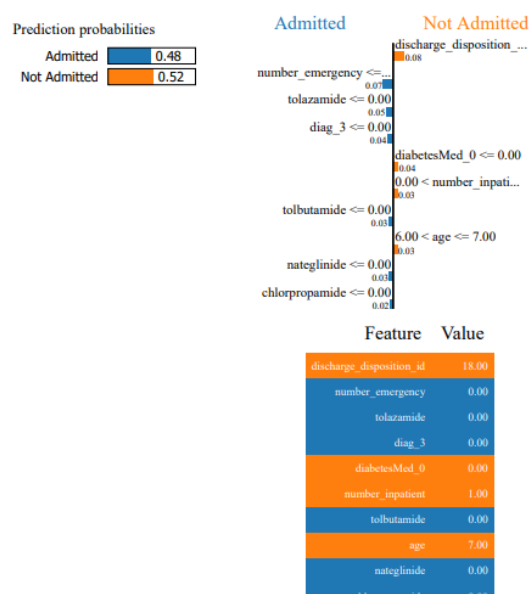 Prediction probabilities
Admitted 0.48
Not Admitted 0.52
Admitted Not Admitted
discharge_disposition_...
0.08
number_emergency <=...
0.07
tolazamide <= 0.00
0.05
diag_3 <= 0.00
0.04
diabetesMed_0 <= 0.00
0.04
0.00 < number_inpati...
0.03
tolbutamide <= 0.00
0.03
6.00 < age <= 7.00
0.03
nateglinide <= 0.00
0.03
chlorpropamide <= 0.00
0.02
Feature Value
discharge_disposition_id 18.00
number_emergency 0.00
tolazamide 0.00
diag_3 0.00
diabetesMed_0 0.00
number_inpatient 1.00
tolbutamide 0.00
age 7.00
nateglinide 0.00